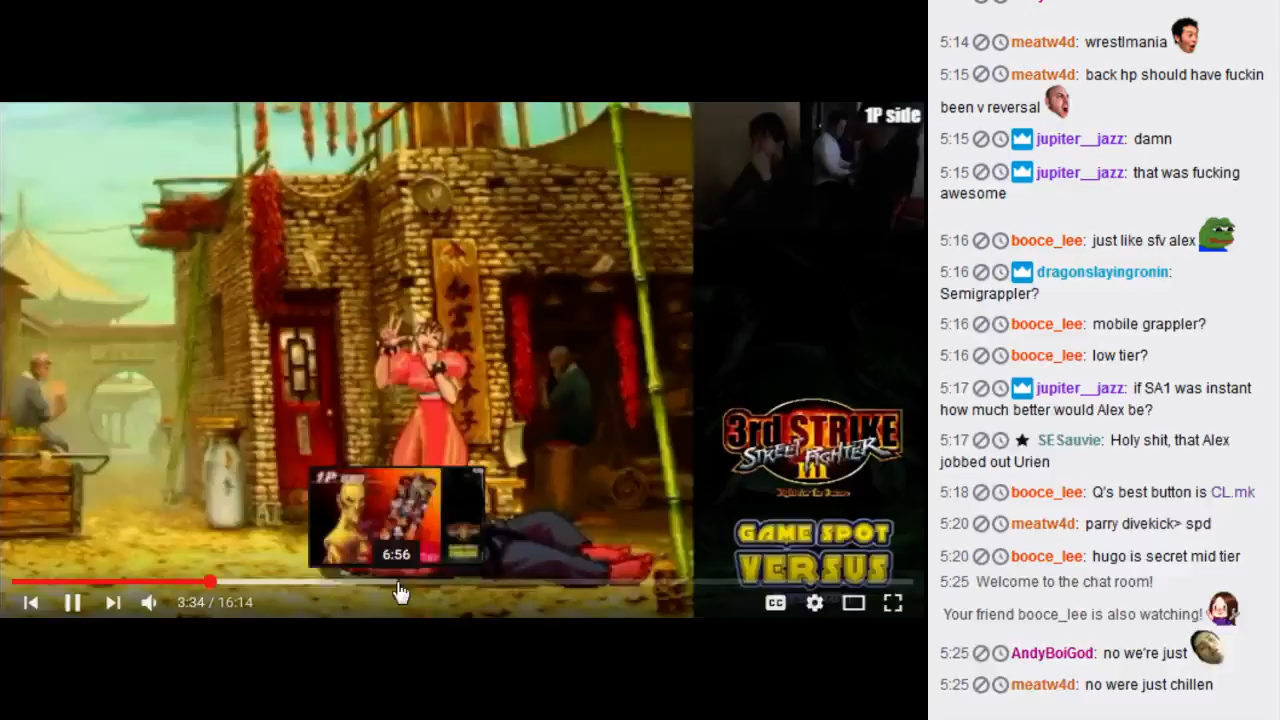 1P side
3rd STRIKE
STREET FIGHTER
III
Fight for the Future
GAME SPOT
VERSUS
1P
6:56
3:34 / 16:14
CC
5:14 meatw4d: wrestlmania
5:15 meatw4d: back hp should have fuckin
been v reversal
5:15 jupiter__jazz: damn
5:15 jupiter__jazz: that was fucking
awesome
5:16 booce_lee: just like sfv alex
5:16 dragonslayingronin:
Semigrappler?
5:16 booce_lee: mobile grappler?
5:16 booce_lee: low tier?
5:17 jupiter__jazz: if SA1 was instant
how much better would Alex be?
5:17 SESauvie: Holy shit, that Alex
jobbed out Urien
5:18 booce_lee: Q's best button is CL.mk
5:20 meatw4d: parry divekick> spd
5:20 booce_lee: hugo is secret mid tier
5:25 Welcome to the chat room!
Your friend booce_lee is also watching!
5:25 AndyBoiGod: no we're just
5:25 meatw4d: no were just chillen